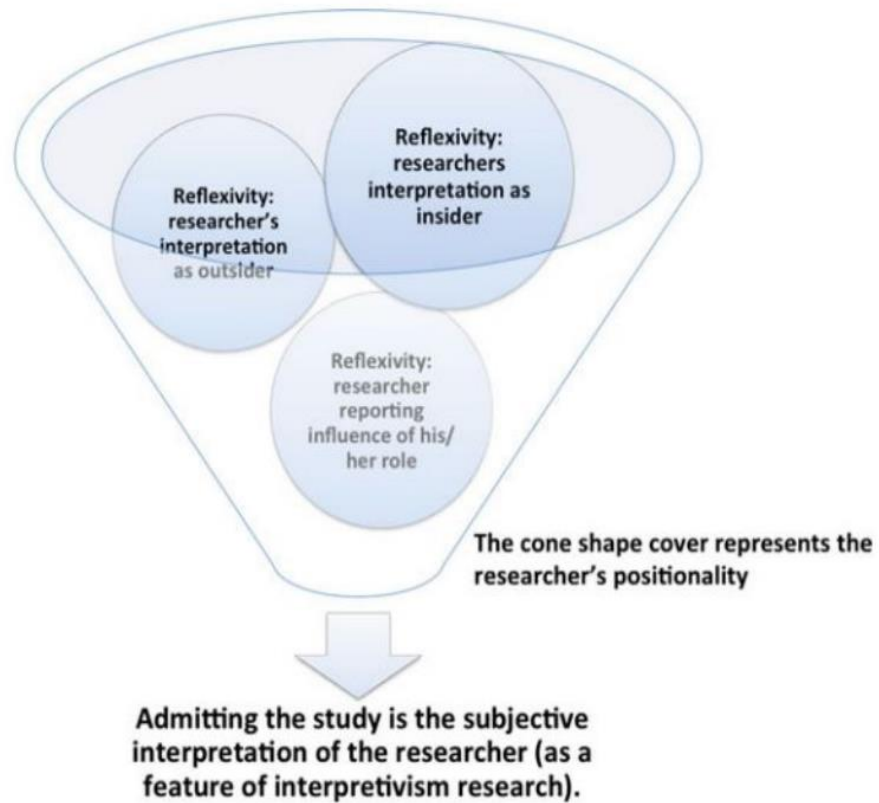 Reflexivity:
researcher's
interpretation
as outsider
Reflexivity:
researchers
interpretation as
insider
Reflexivity:
researcher
reporting
influence of his/
her role
The cone shape cover represents the
researcher's positionality
Admitting the study is the subjective
interpretation of the researcher (as a
feature of interpretivism research).